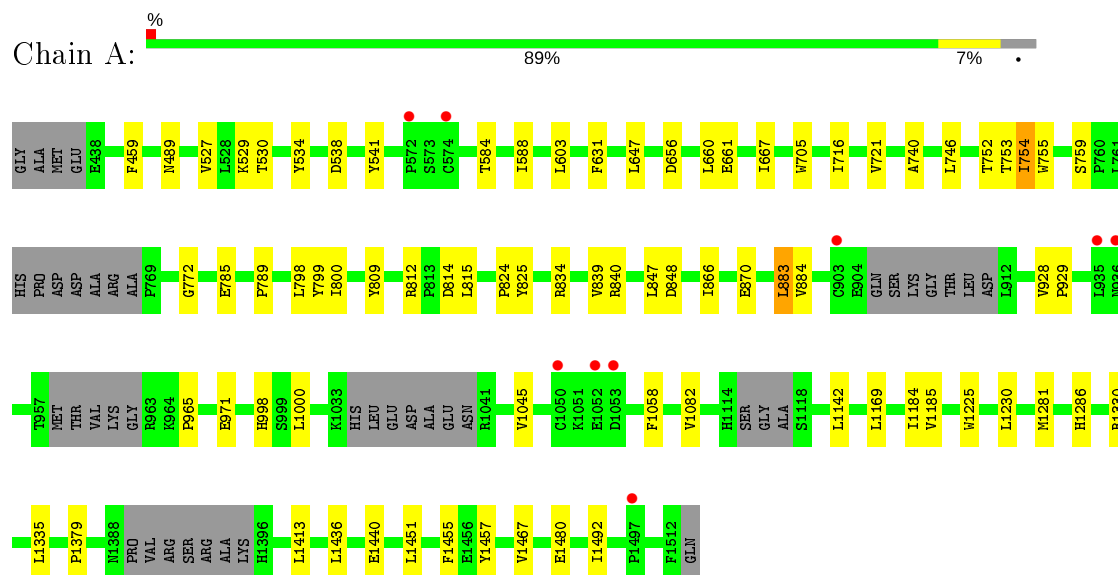 %
Chain A:
89% 7% •
GLY ALA MET GLU E438 F459 N489 V527 L528 K529 T530 Y534 D538 Y541 P572 S573 C574 T584 I588 L603 F631 L647 D656 L660 E661 I667 W705 I716 V721 A740 L746 T752 T753 I754 W755 S759 P760 L761
HIS PRO ASP ASP ALA ARG ALA P769 G772 E785 P789 L798 Y799 I800 Y809 R812 P813 D814 L815 P824 Y825 R834 V839 R840 L847 D848 I866 E870 L883 V884 C903 E904 GLN SER LYS GLY THR LEU ASP L912 V928 P929 L935 N936
T957 MET THR VAL LYS GLY R963 K964 P965 E971 H998 S999 L1000 K1033 HIS LEU GLU ASP ALA GLU ASN R1041 V1045 C1050 K1051 E1052 D1053 F1058 V1082 H1114 SER GLY ALA S1118 L1142 L1169 I1184 V1185 W1225 L1230 M1281 H1286
L1335 P1379 N1388 PRO VAL ARG SER ARG ALA LYS H1396 L1413 L1436 E1440 L1451 F1455 E1456 Y1457 V1467 E1480 I1492 P1497 F1512 GLN